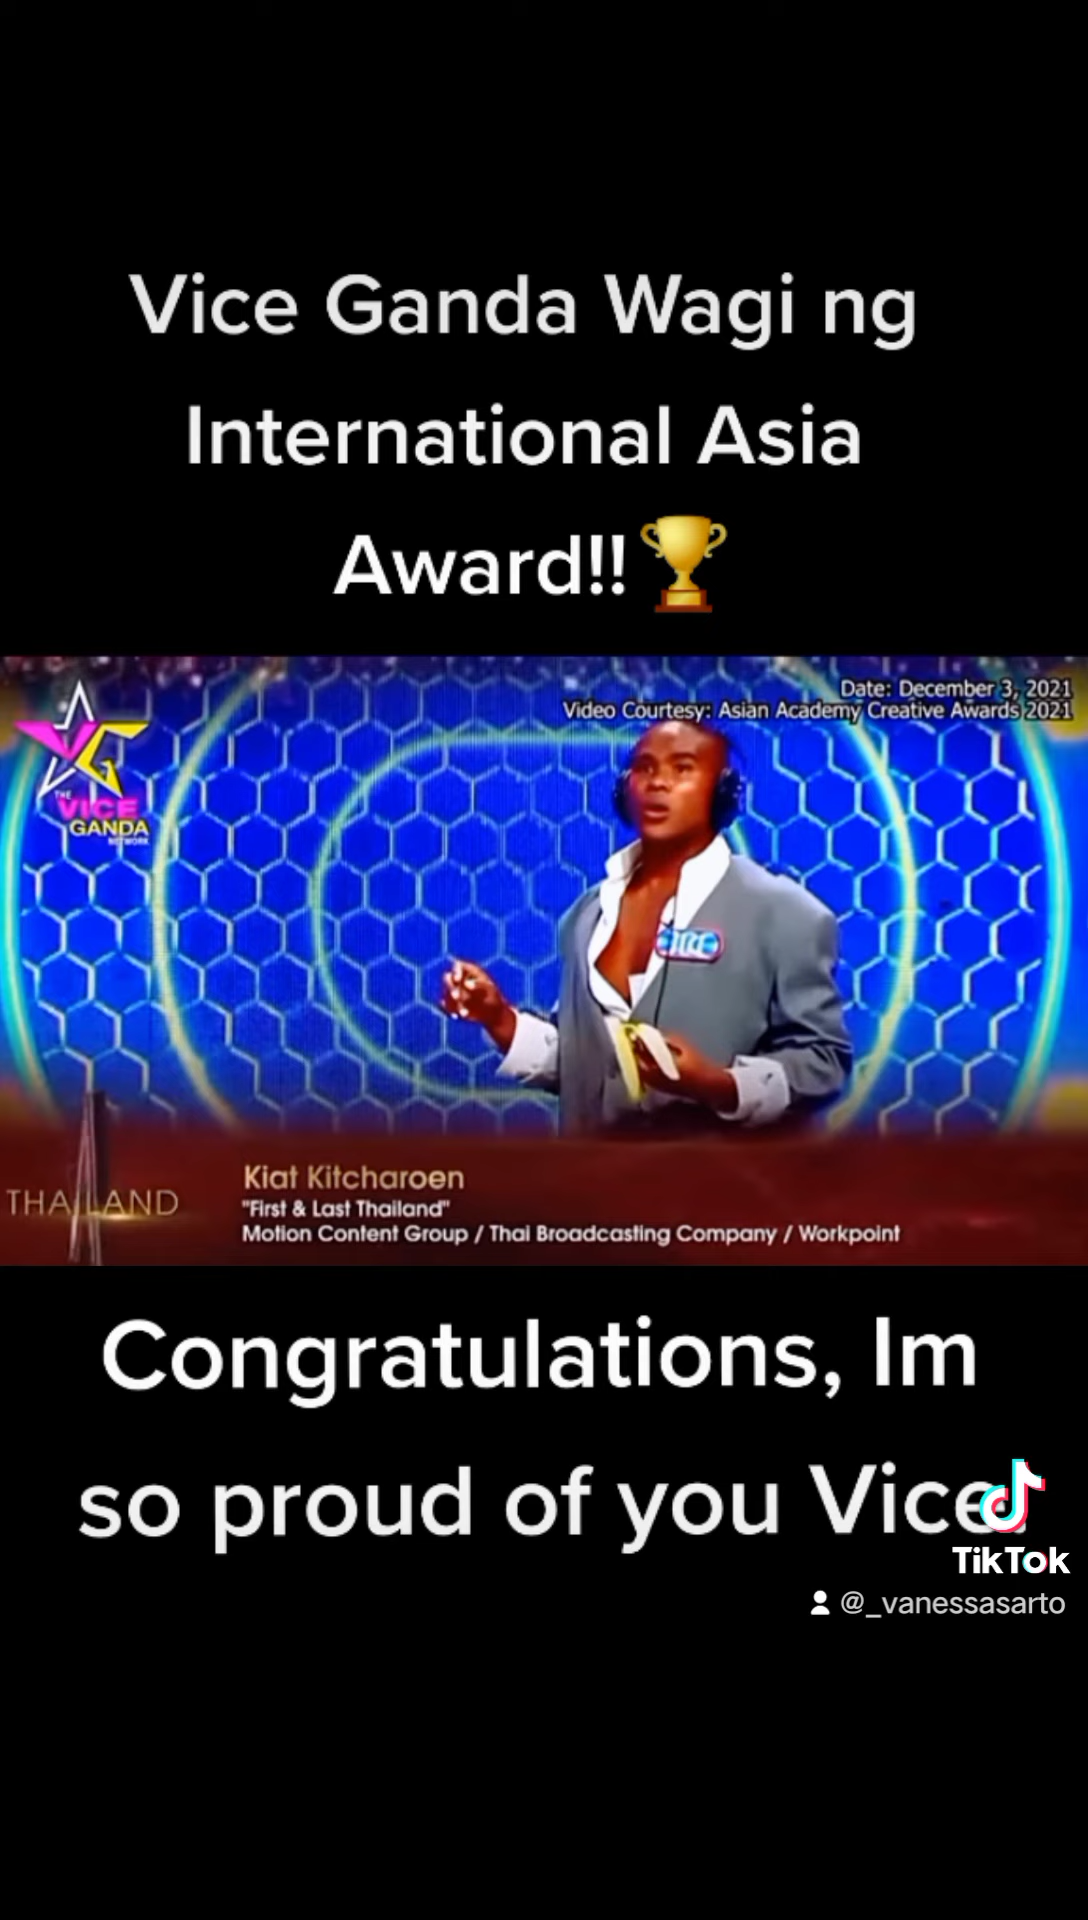 Vice Ganda Wagi ng
International Asia
Award!!🏆
Date: December 3, 2021
Video Courtesy: Asian Academy Creative Awards 2021
THE
VICE
GANDA
NETWORK
THAILAND
Kiat Kitcharoen
"First & Last Thailand"
Motion Content Group / Thai Broadcasting Company / Workpoint
Congratulations, Im
so proud of you Vice.
TikTok
@_vanessasarto